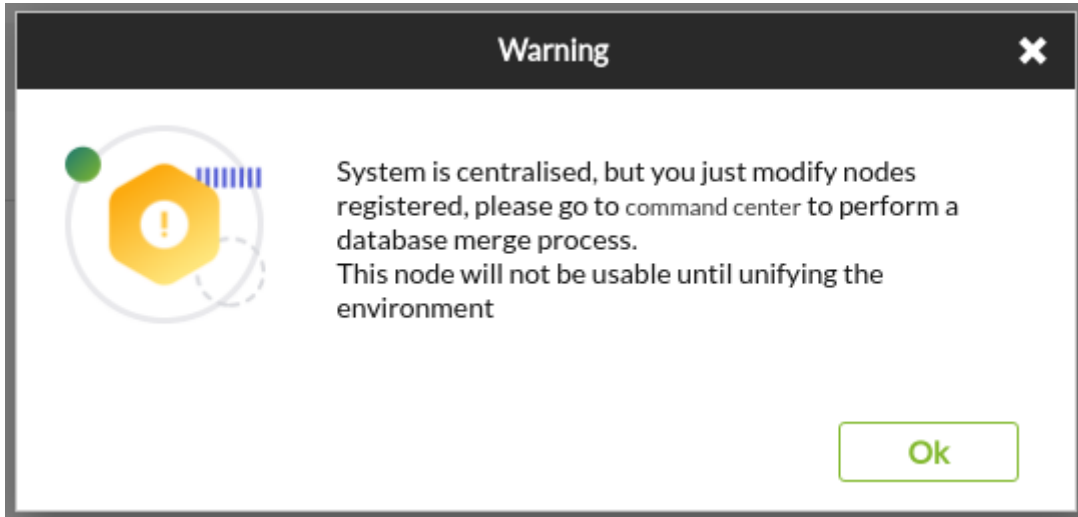 Warning
System is centralised, but you just modify nodes
registered, please go to command center to perform a
database merge process.
This node will not be usable until unifying the
environment
Ok